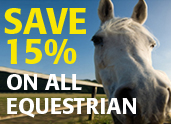 SAVE
15%
ON ALL
EQUESTRIAN